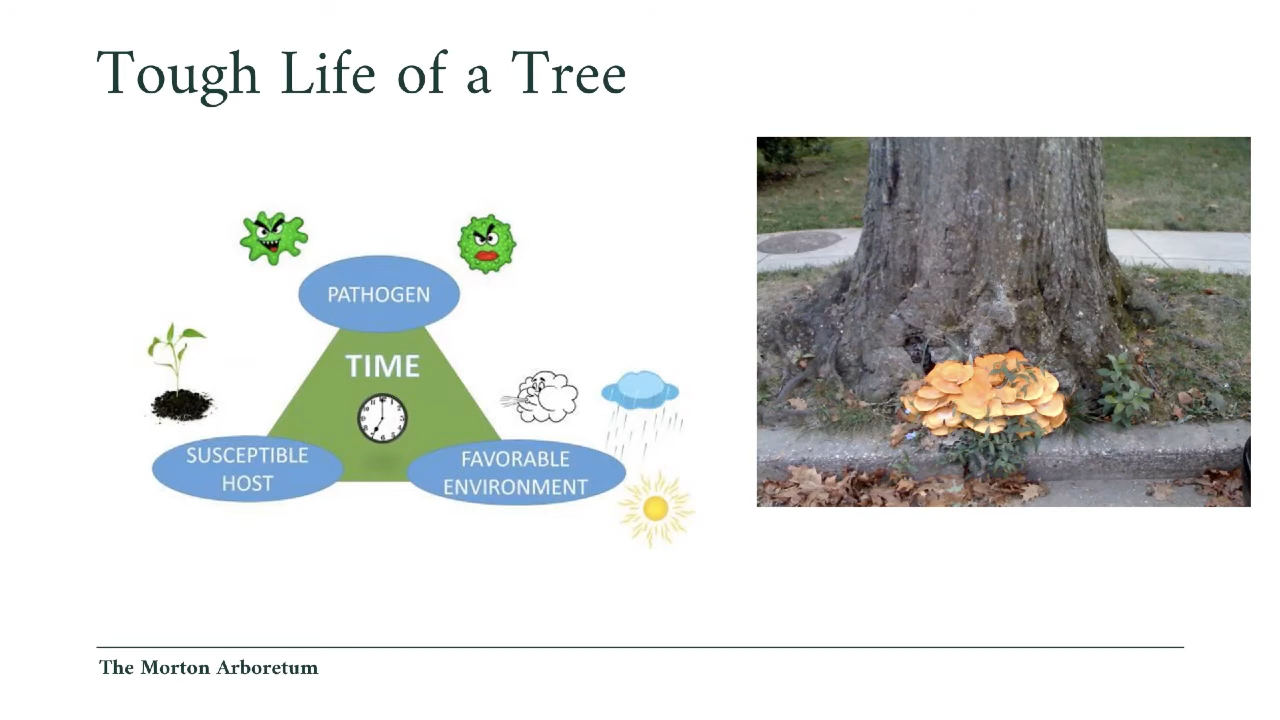 Tough Life of a Tree
PATHOGEN
TIME
SUSCEPTIBLE
HOST
FAVORABLE
ENVIRONMENT
The Morton Arboretum